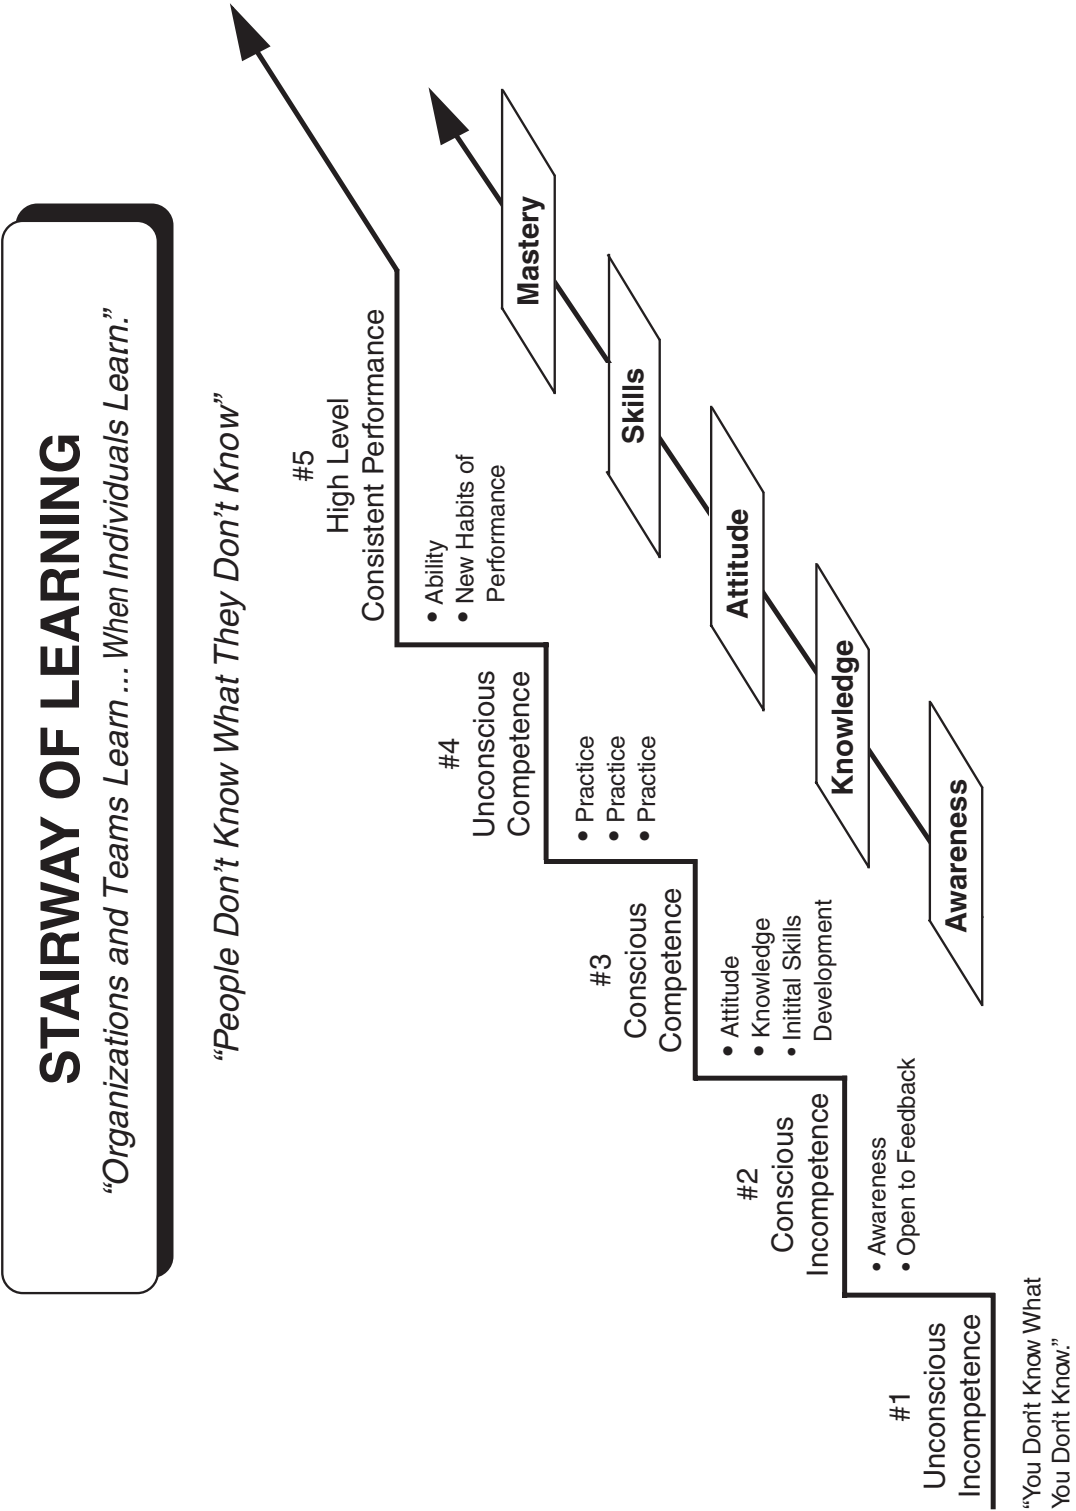 STAIRWAY OF LEARNING
“Organizations and Teams Learn ... When Individuals Learn.”
“People Don’t Know What They Don’t Know”
#5
High Level
Consistent Performance
• Ability
• New Habits of
Performance
#4
Unconscious
Competence
• Practice
• Practice
• Practice
#3
Conscious
Competence
• Attitude
• Knowledge
• Initital Skills
Development
#2
Conscious
Incompetence
• Awareness
• Open to Feedback
#1
Unconscious
Incompetence
“You Don’t Know What
You Don’t Know.”
Mastery
Skills
Attitude
Knowledge
Awareness